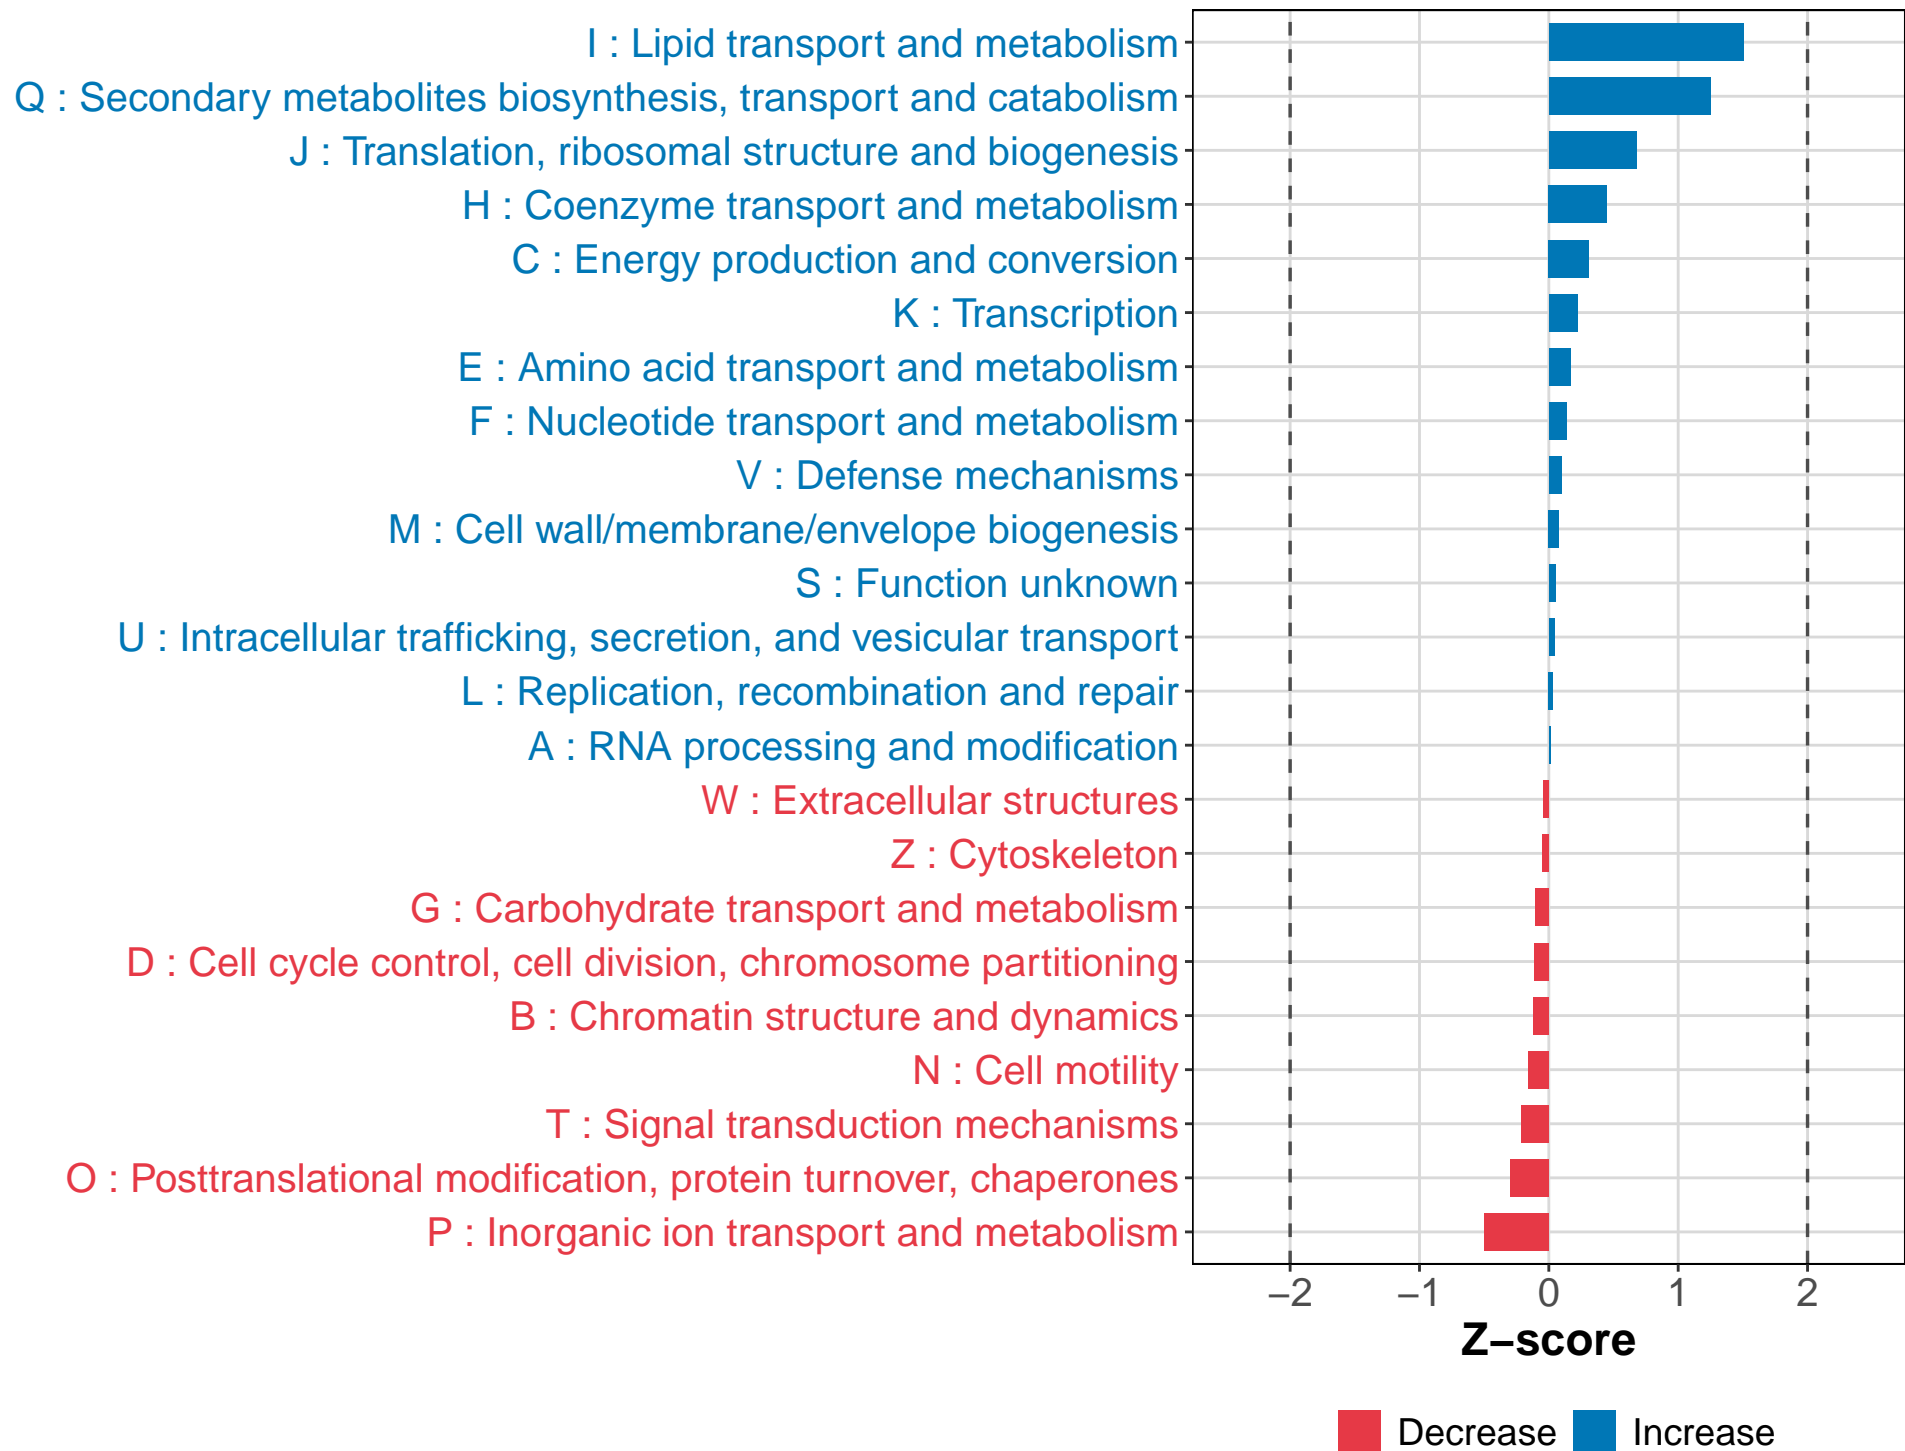 I : Lipid transport and metabolism
Q : Secondary metabolites biosynthesis, transport and catabolism
J : Translation, ribosomal structure and biogenesis
H : Coenzyme transport and metabolism
C : Energy production and conversion
K : Transcription
E : Amino acid transport and metabolism
F : Nucleotide transport and metabolism
V : Defense mechanisms
M : Cell wall/membrane/envelope biogenesis
S : Function unknown
U : Intracellular trafficking, secretion, and vesicular transport
L : Replication, recombination and repair
A : RNA processing and modification
W : Extracellular structures
Z : Cytoskeleton
G : Carbohydrate transport and metabolism
D : Cell cycle control, cell division, chromosome partitioning
B : Chromatin structure and dynamics
N : Cell motility
T : Signal transduction mechanisms
O : Posttranslational modification, protein turnover, chaperones
P : Inorganic ion transport and metabolism
−2 −1 0 1 2
Z−score
Decrease Increase